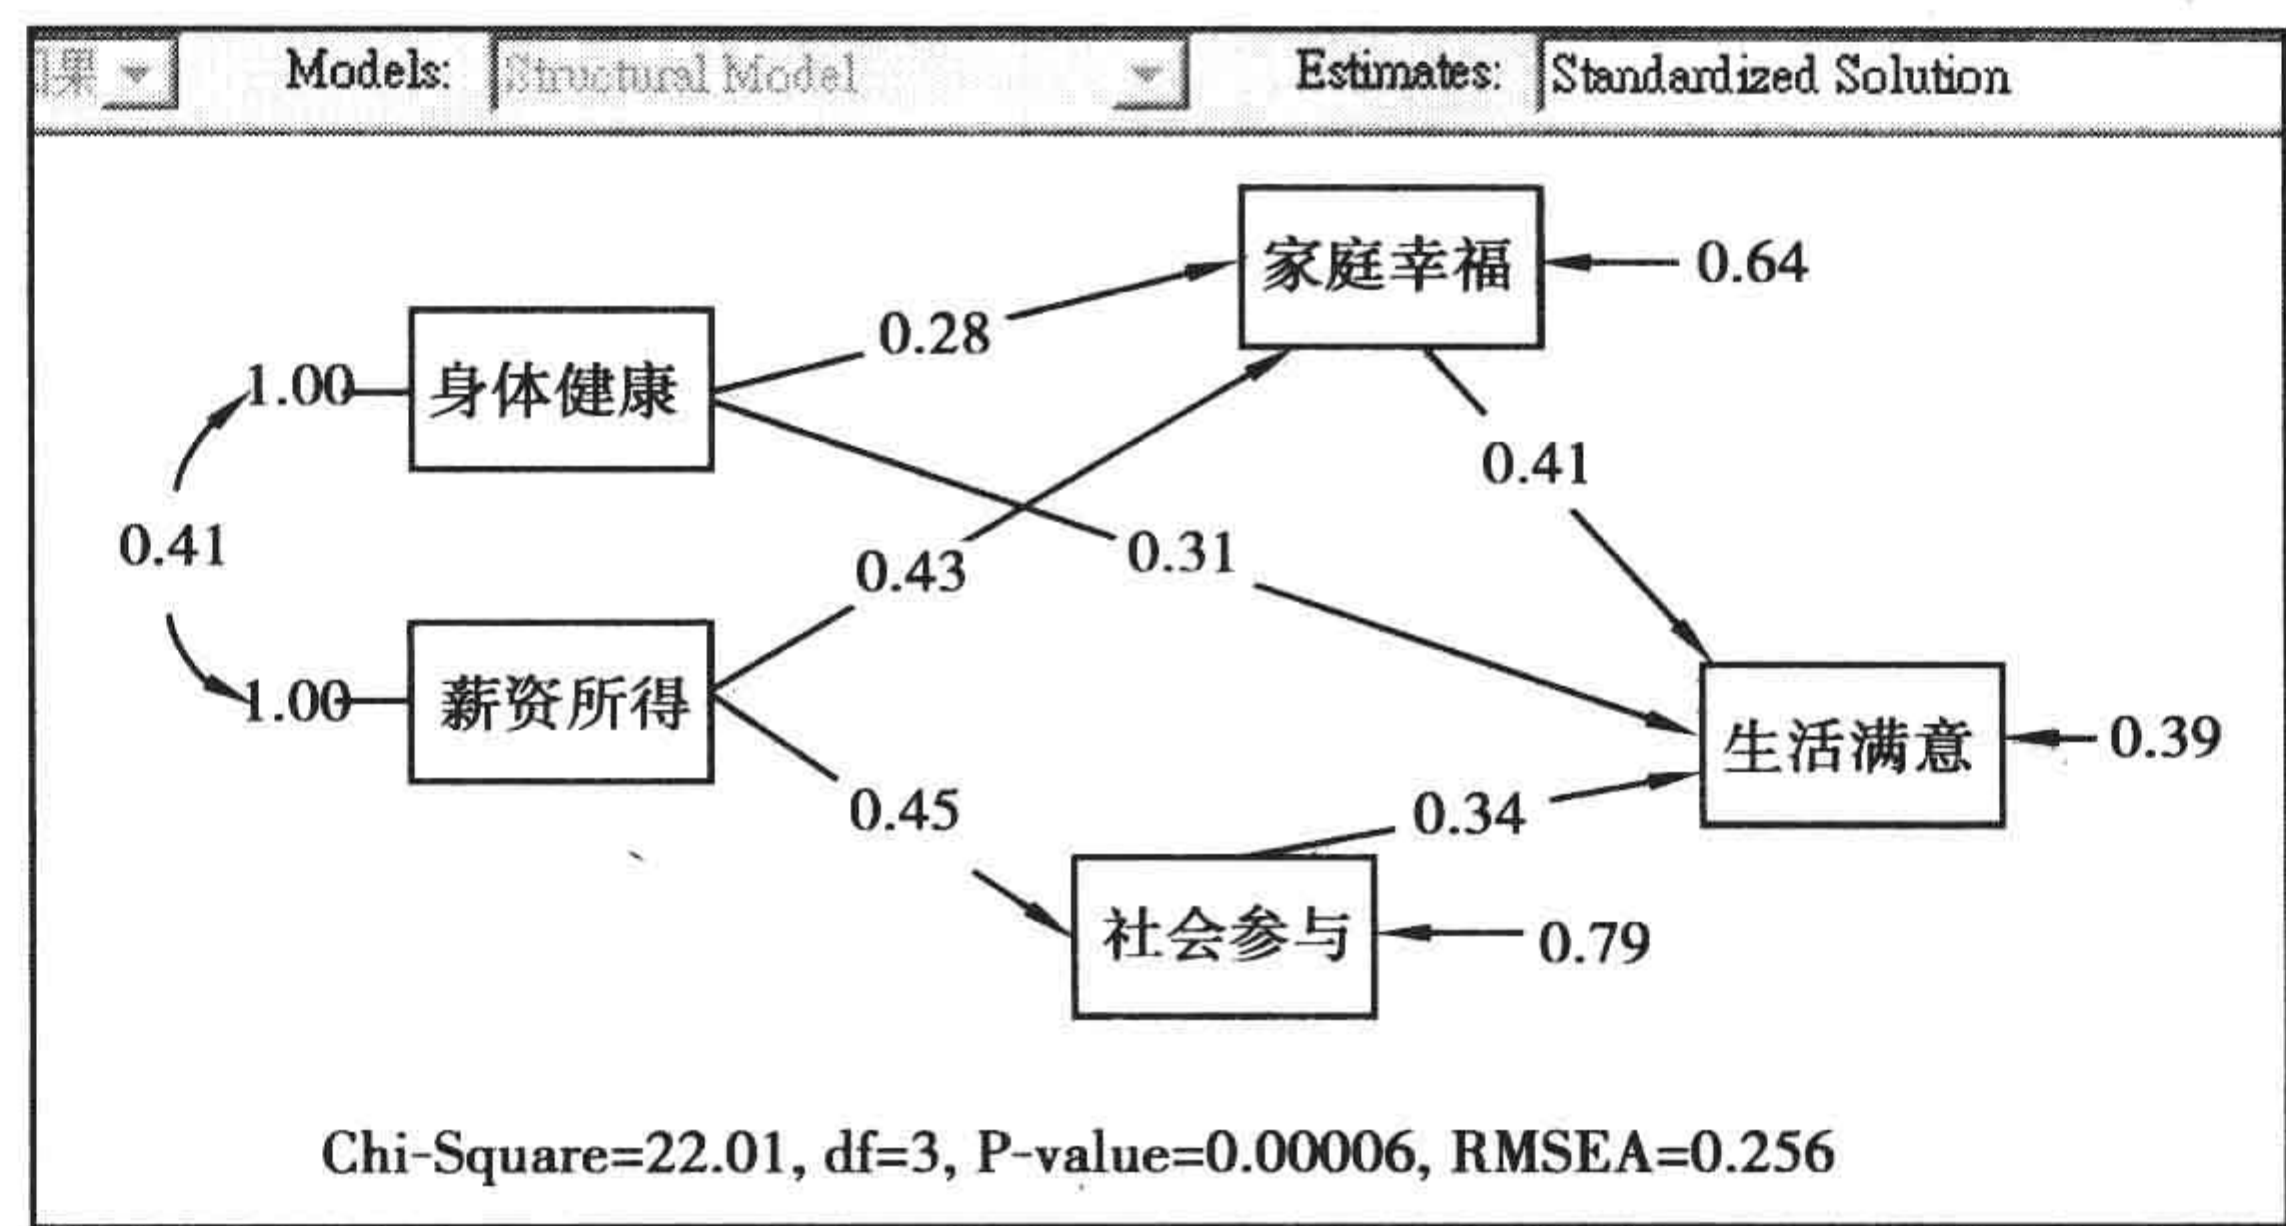 果 Models: Structural Model Estimates: Standardized Solution
家庭幸福 0.64
0.28
1.00 身体健康
0.41
0.41
0.43 0.31
1.00 薪资所得
生活满意 0.39
0.45 0.34
社会参与 0.79
Chi-Square=22.01, df=3, P-value=0.00006, RMSEA=0.256